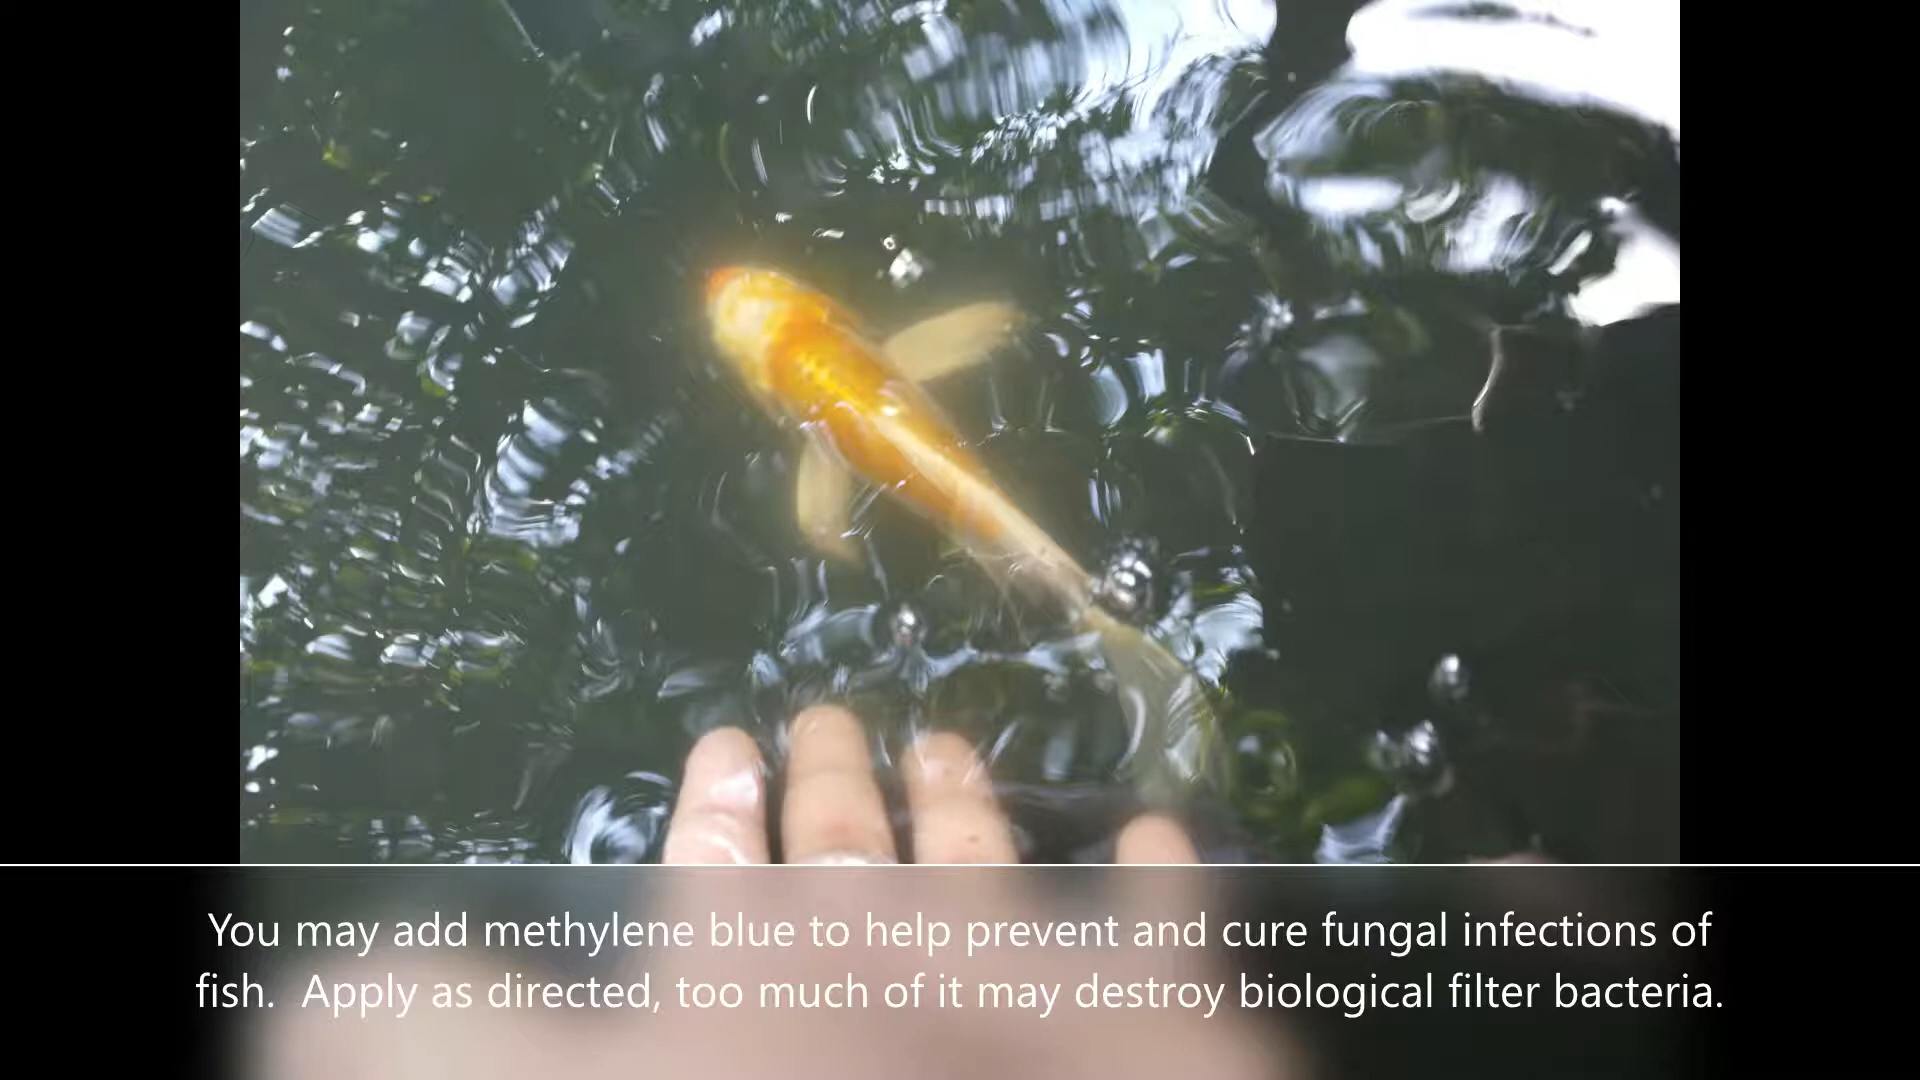 You may add methylene blue to help prevent and cure fungal infections of
fish.  Apply as directed, too much of it may destroy biological filter bacteria.